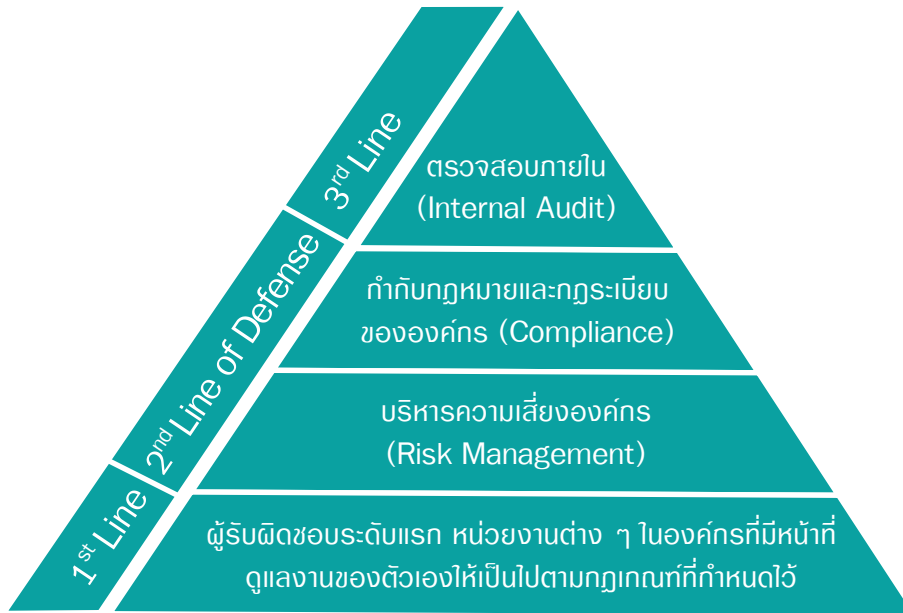 3rd Line
ตรวจสอบภายใน
(Internal Audit)
2nd Line of Defense
กำกับกฎหมายและกฎระเบียบ
ขององค์กร (Compliance)
บริหารความเสี่ยงองค์กร
(Risk Management)
1st Line
ผู้รับผิดชอบระดับแรก หน่วยงานต่าง ๆ ในองค์กรที่มีหน้าที่
ดูแลงานของตัวเองให้เป็นไปตามกฎเกณฑ์ที่กำหนดไว้